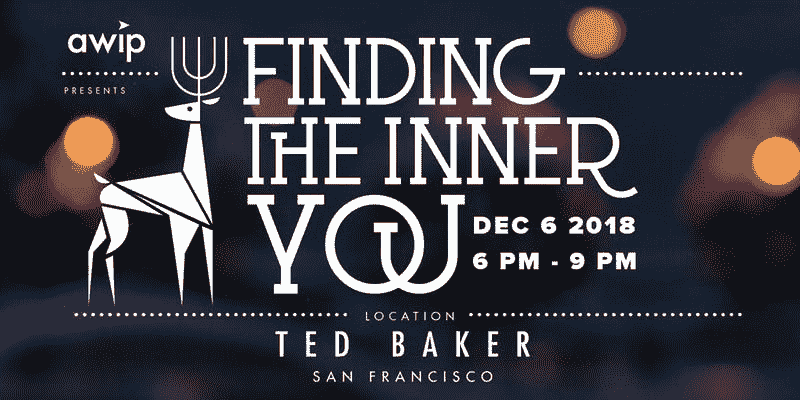 awip
PRESENTS
FINDING
THE INNER
YOU
DEC 6 2018
6 PM - 9 PM
LOCATION
TED BAKER
SAN FRANCISCO